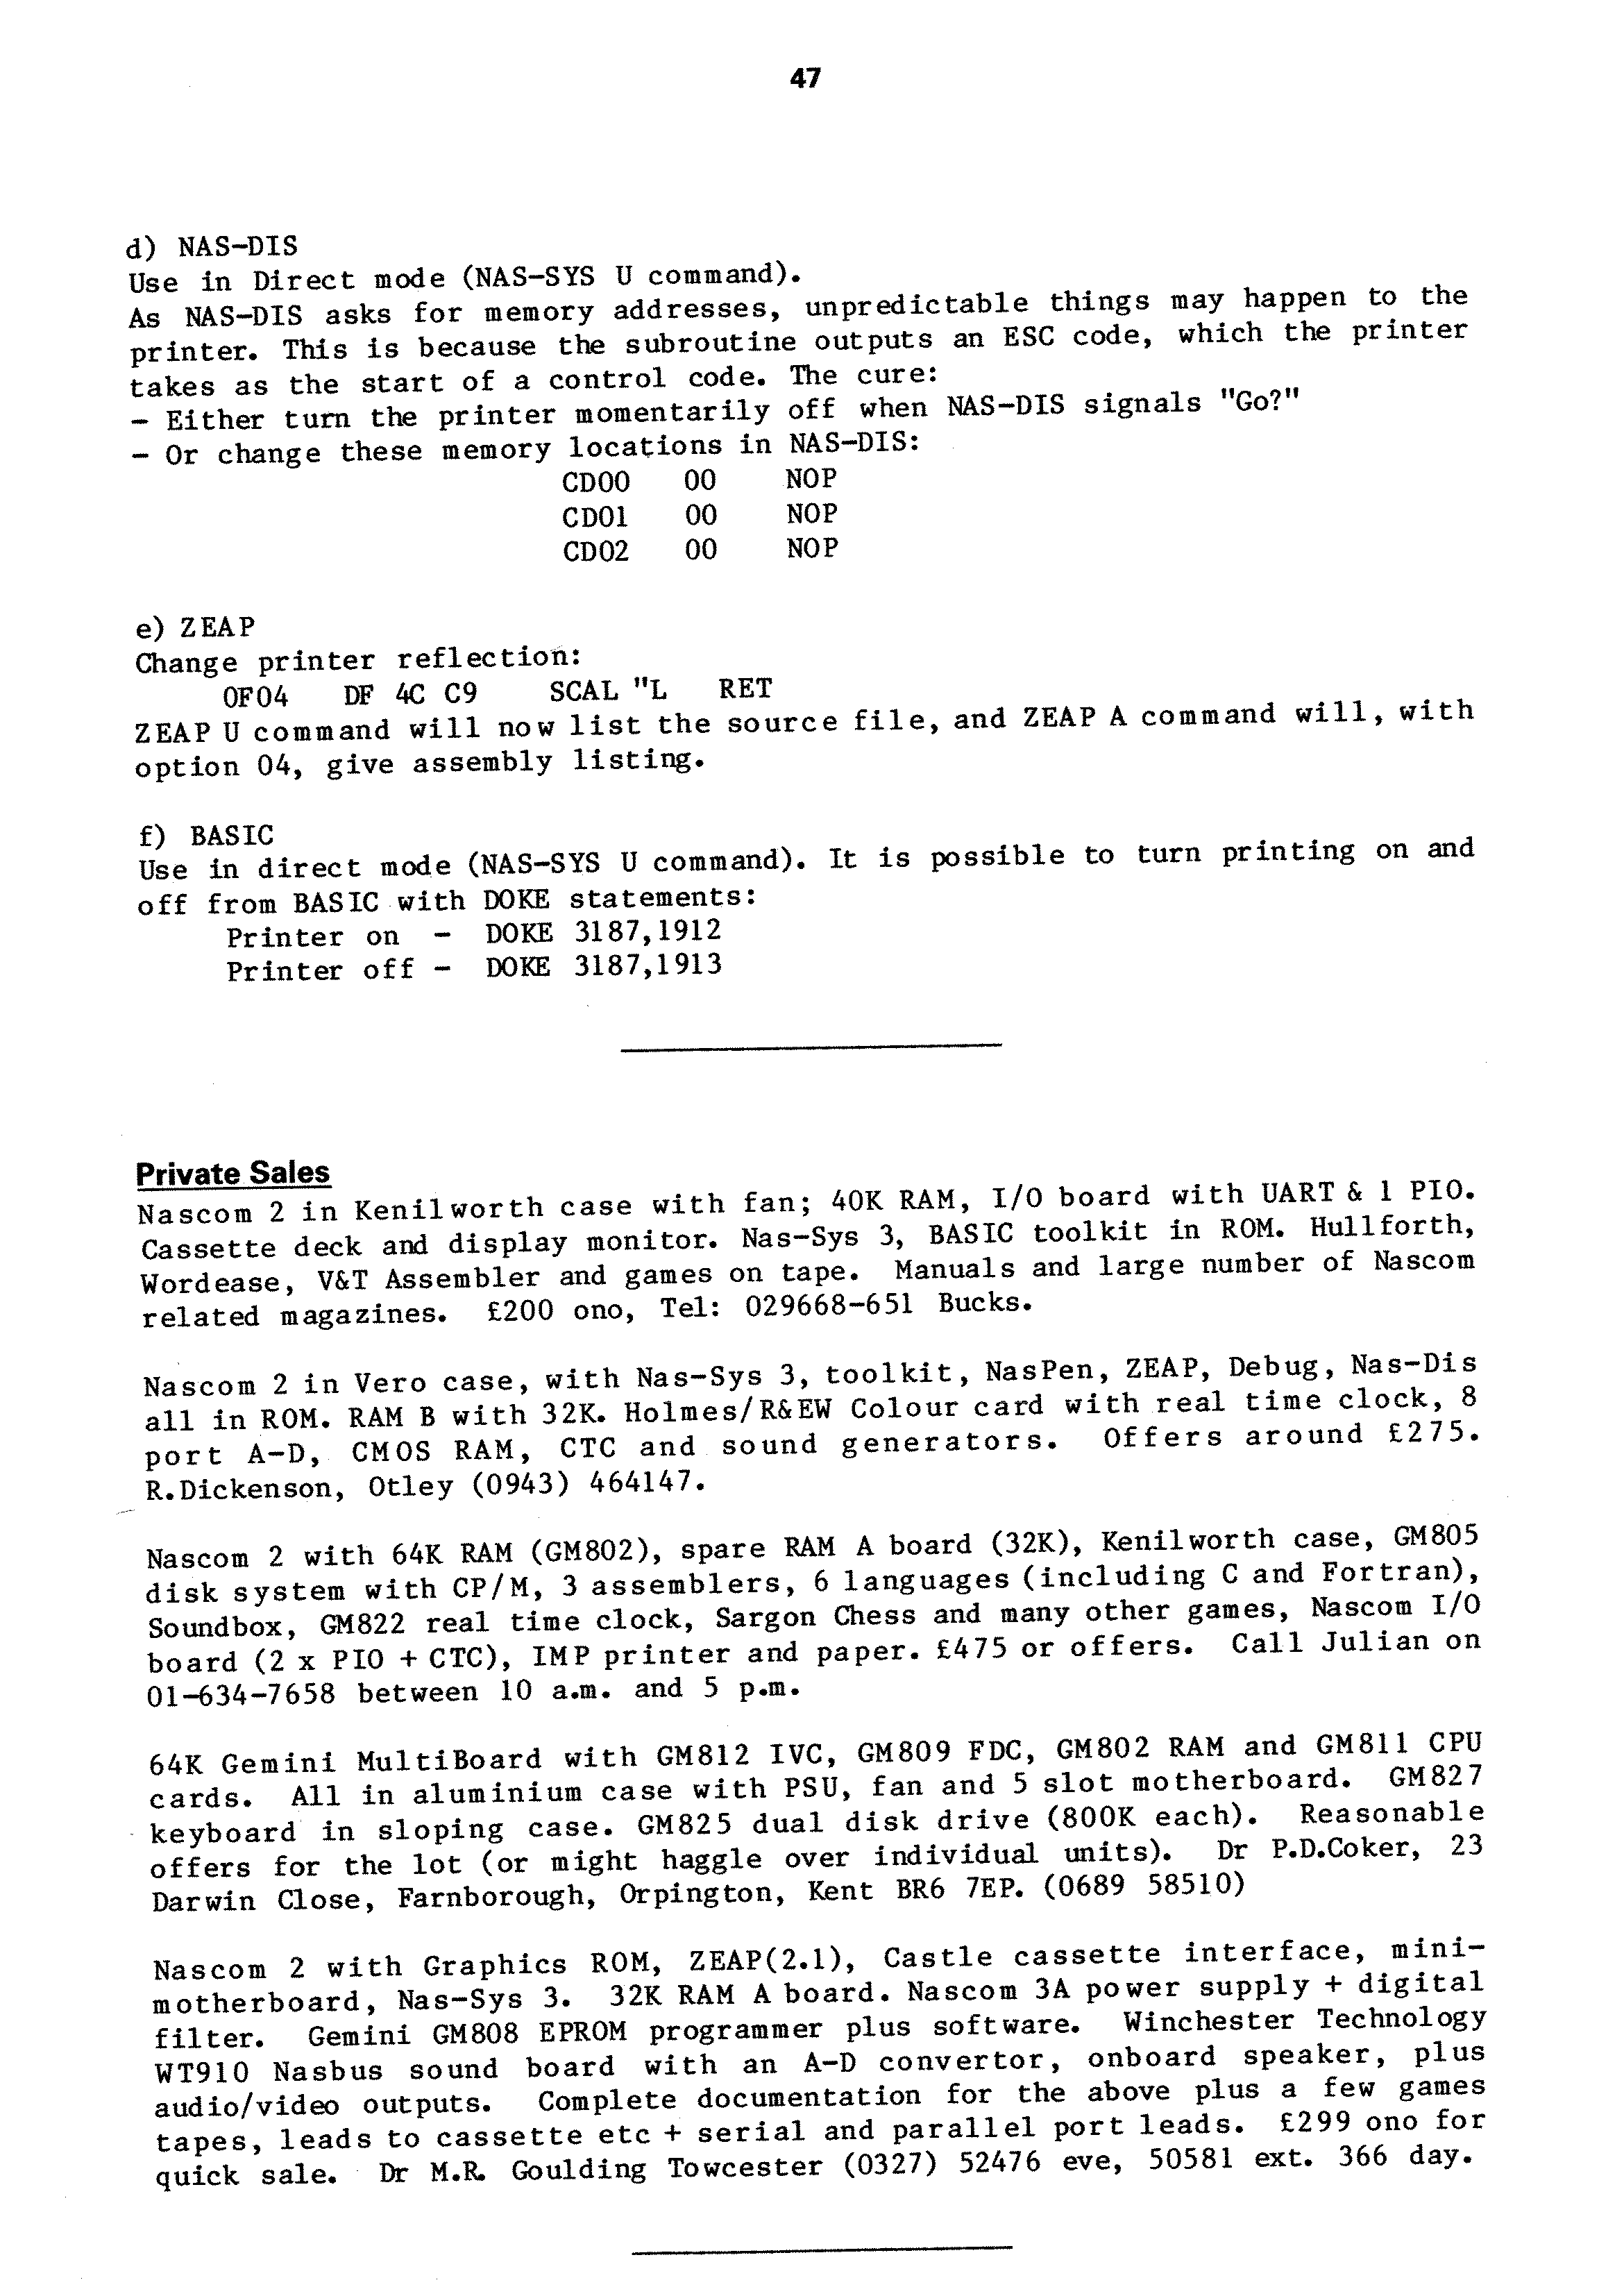 47
d) NAS-DIS
Use in Direct mode (NAS-SYS U command).
As NAS-DIS asks for memory addresses, unpredictable things may happen to the
printer. This is because the subroutine outputs an ESC code, which the printer
takes as the start of a control code. The cure:
- Either turn the printer momentarily off when NAS-DIS signals "Go?"
- Or change these memory locations in NAS-DIS:
CD00 00 NOP
CD01 00 NOP
CD02 00 NOP
e) ZEAP
Change printer reflection:
0F04 DF 4C C9 SCAL "L RET
ZEAP U command will now list the source file, and ZEAP A command will, with
option 04, give assembly listing.
f) BASIC
Use in direct mode (NAS-SYS U command). It is possible to turn printing on and
off from BASIC with DOKE statements:
Printer on - DOKE 3187,1912
Printer off - DOKE 3187,1913
Private Sales
Nascom 2 in Kenilworth case with fan; 40K RAM, I/O board with UART & 1 PIO.
Cassette deck and display monitor. Nas-Sys 3, BASIC toolkit in ROM. Hullforth,
Wordease, V&T Assembler and games on tape. Manuals and large number of Nascom
related magazines. £200 ono, Tel: 029668-651 Bucks.
Nascom 2 in Vero case, with Nas-Sys 3, toolkit, NasPen, ZEAP, Debug, Nas-Dis
all in ROM. RAM B with 32K. Holmes/R&EW Colour card with real time clock, 8
port A-D, CMOS RAM, CTC and sound generators. Offers around £275.
R.Dickenson, Otley (0943) 464147.
Nascom 2 with 64K RAM (GM802), spare RAM A board (32K), Kenilworth case, GM805
disk system with CP/M, 3 assemblers, 6 languages (including C and Fortran),
Soundbox, GM822 real time clock, Sargon Chess and many other games, Nascom I/O
board (2 x PIO + CTC), IMP printer and paper. £475 or offers. Call Julian on
01-634-7658 between 10 a.m. and 5 p.m.
64K Gemini MultiBoard with GM812 IVC, GM809 FDC, GM802 RAM and GM811 CPU
cards. All in aluminium case with PSU, fan and 5 slot motherboard. GM827
keyboard in sloping case. GM825 dual disk drive (800K each). Reasonable
offers for the lot (or might haggle over individual units). Dr P.D.Coker, 23
Darwin Close, Farnborough, Orpington, Kent BR6 7EP. (0689 58510)
Nascom 2 with Graphics ROM, ZEAP(2.1), Castle cassette interface, mini-
motherboard, Nas-Sys 3. 32K RAM A board. Nascom 3A power supply + digital
filter. Gemini GM808 EPROM programmer plus software. Winchester Technology
WT910 Nasbus sound board with an A-D convertor, onboard speaker, plus
audio/video outputs. Complete documentation for the above plus a few games
tapes, leads to cassette etc + serial and parallel port leads. £299 ono for
quick sale. Dr M.R. Goulding Towcester (0327) 52476 eve, 50581 ext. 366 day.